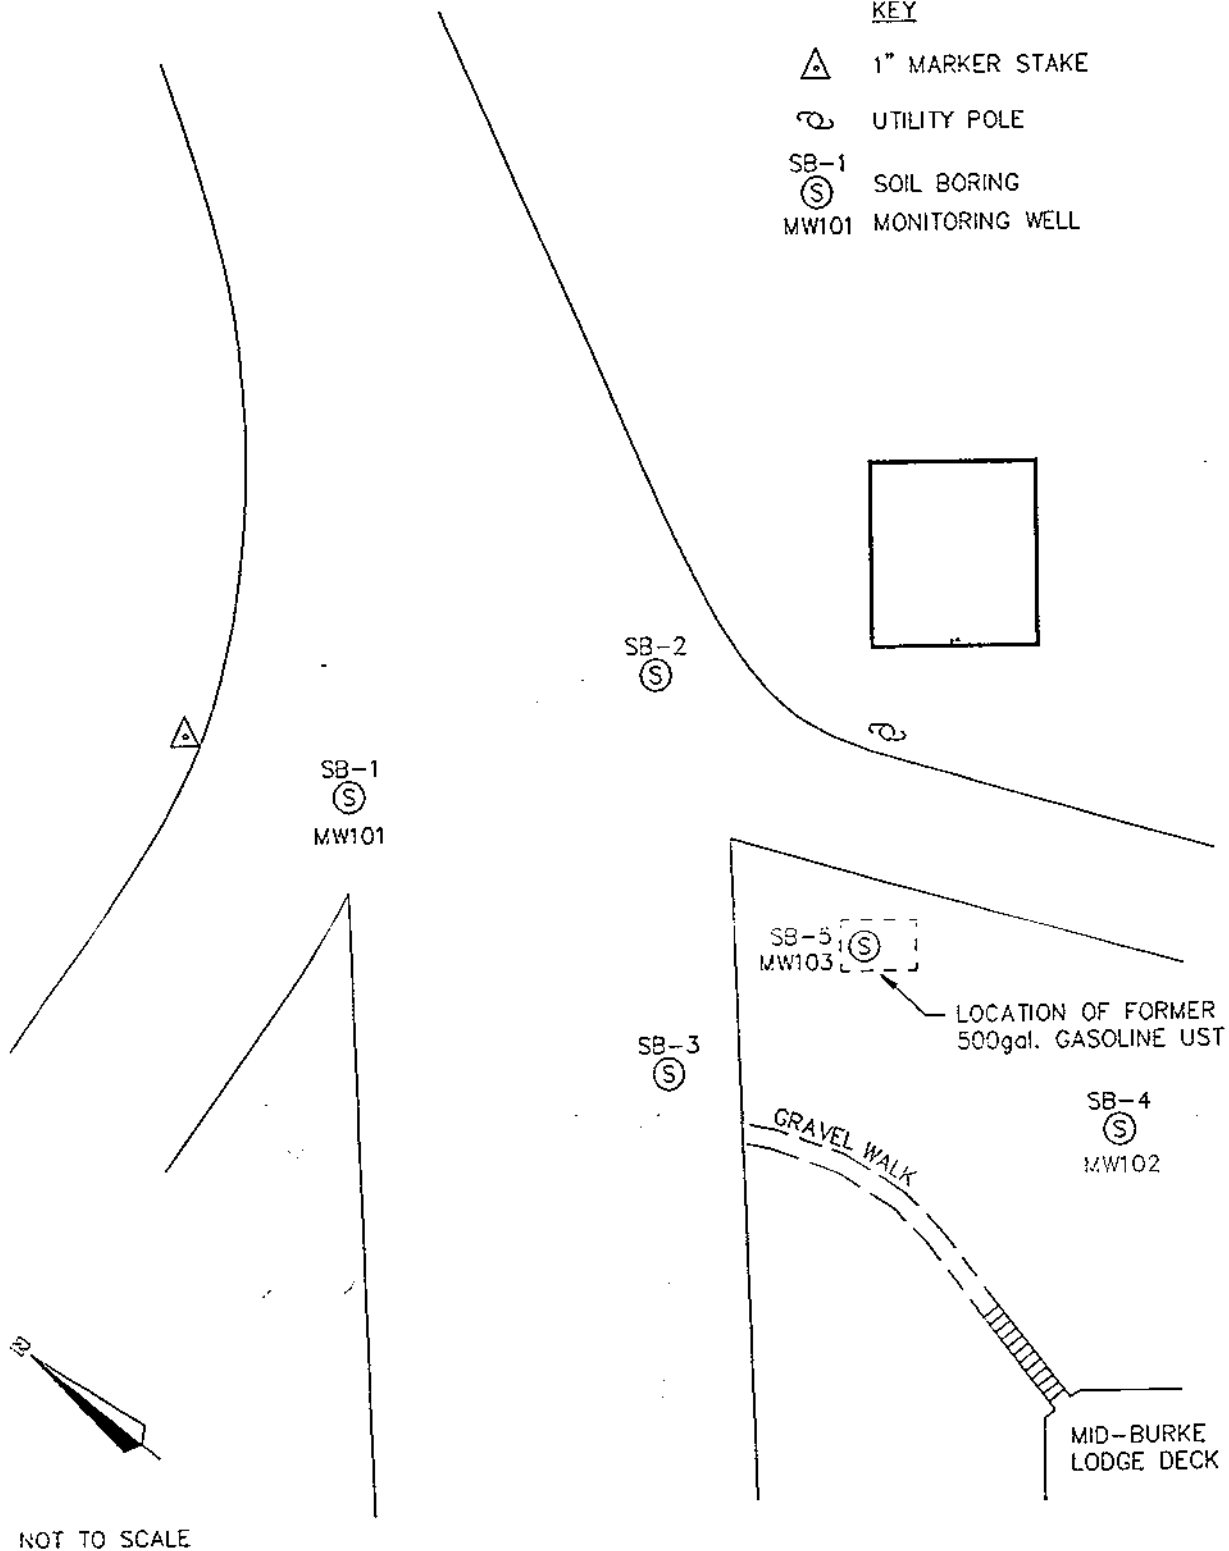 KEY
1" MARKER STAKE
UTILITY POLE
SB-1
S
SOIL BORING
MW101 MONITORING WELL
SB-2
S
SB-1
S
MW101
SB-5
S
MW103
LOCATION OF FORMER
500gal. GASOLINE UST
SB-3
S
SB-4
S
MW102
GRAVEL WALK
N
MID-BURKE
LODGE DECK
NOT TO SCALE